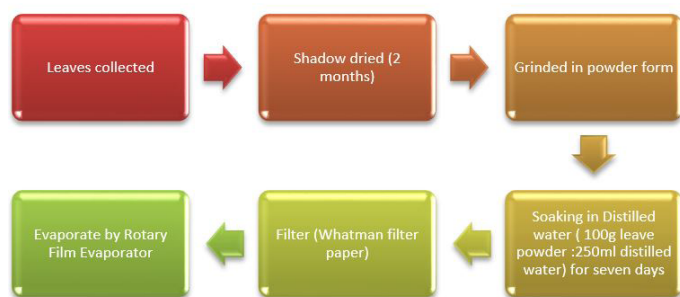 Leaves collected
Shadow dried (2
months)
Grinded in powder form
Soaking in Distilled
water ( 100g leave
powder :250ml distilled
water) for seven days
Filter (Whatman filter
paper)
Evaporate by Rotary
Film Evaporator